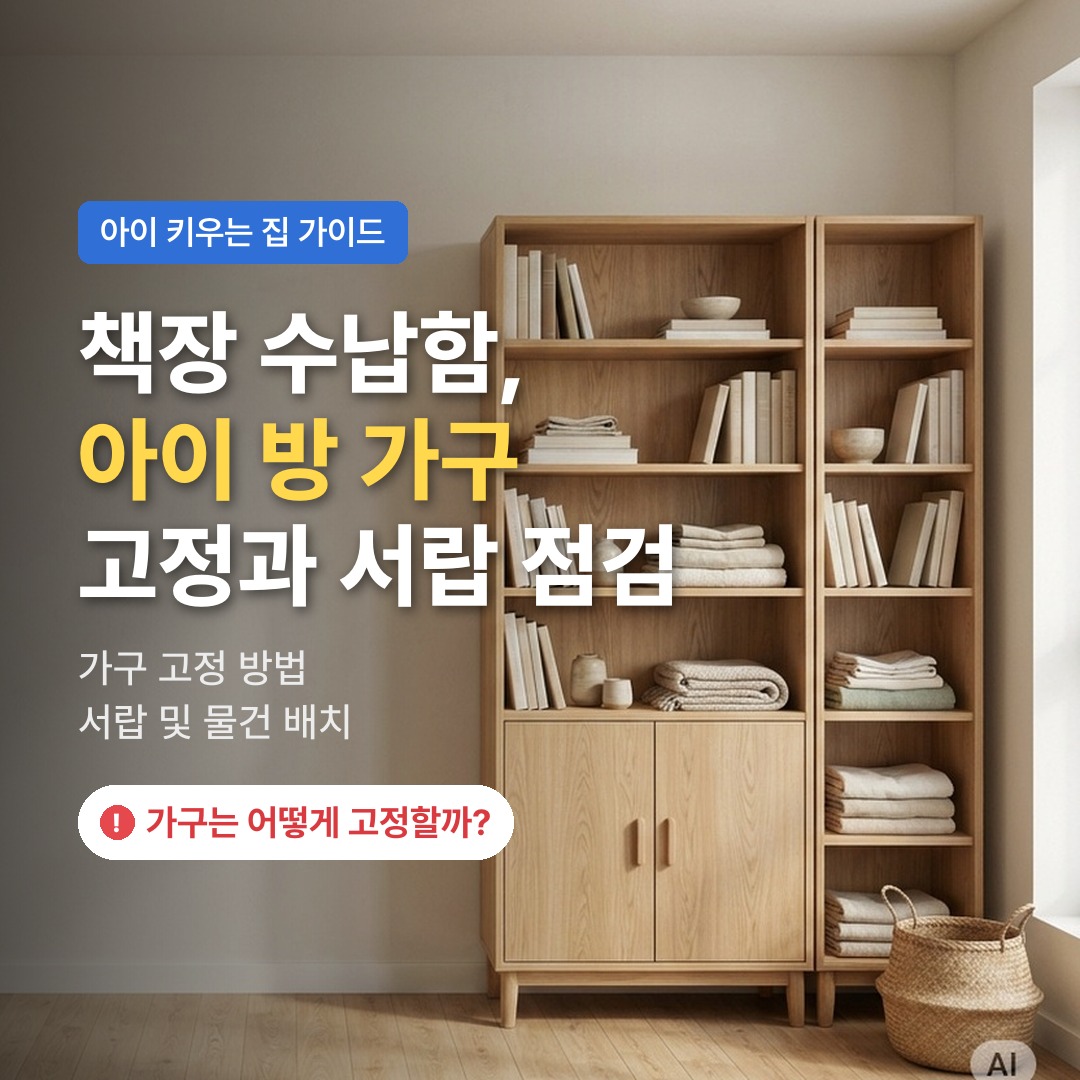 아이 키우는 집 가이드
책장 수납함,
아이 방 가구
고정과 서랍 점검
가구 고정 방법
서랍 및 물건 배치
! 가구는 어떻게 고정할까?
AI